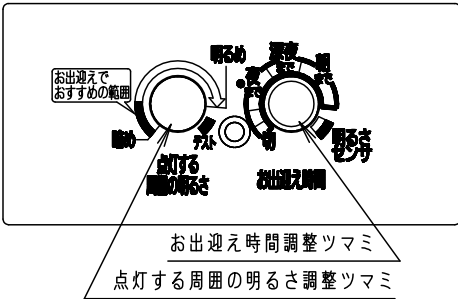 明るめ
深夜
まで
朝
まで
夜
まで
お出迎えで
おすすめの範囲
暗め
テスト
切
明るさ
センサ
点灯する
周囲の明るさ
お出迎え時間
お出迎え時間調整ツマミ
点灯する周囲の明るさ調整ツマミ